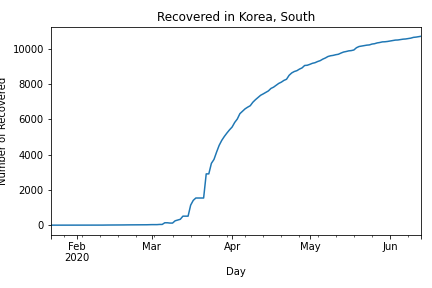 Recovered in Korea, South
Number of Recovered
10000
8000
6000
4000
2000
0
Feb Mar Apr May Jun
2020
Day